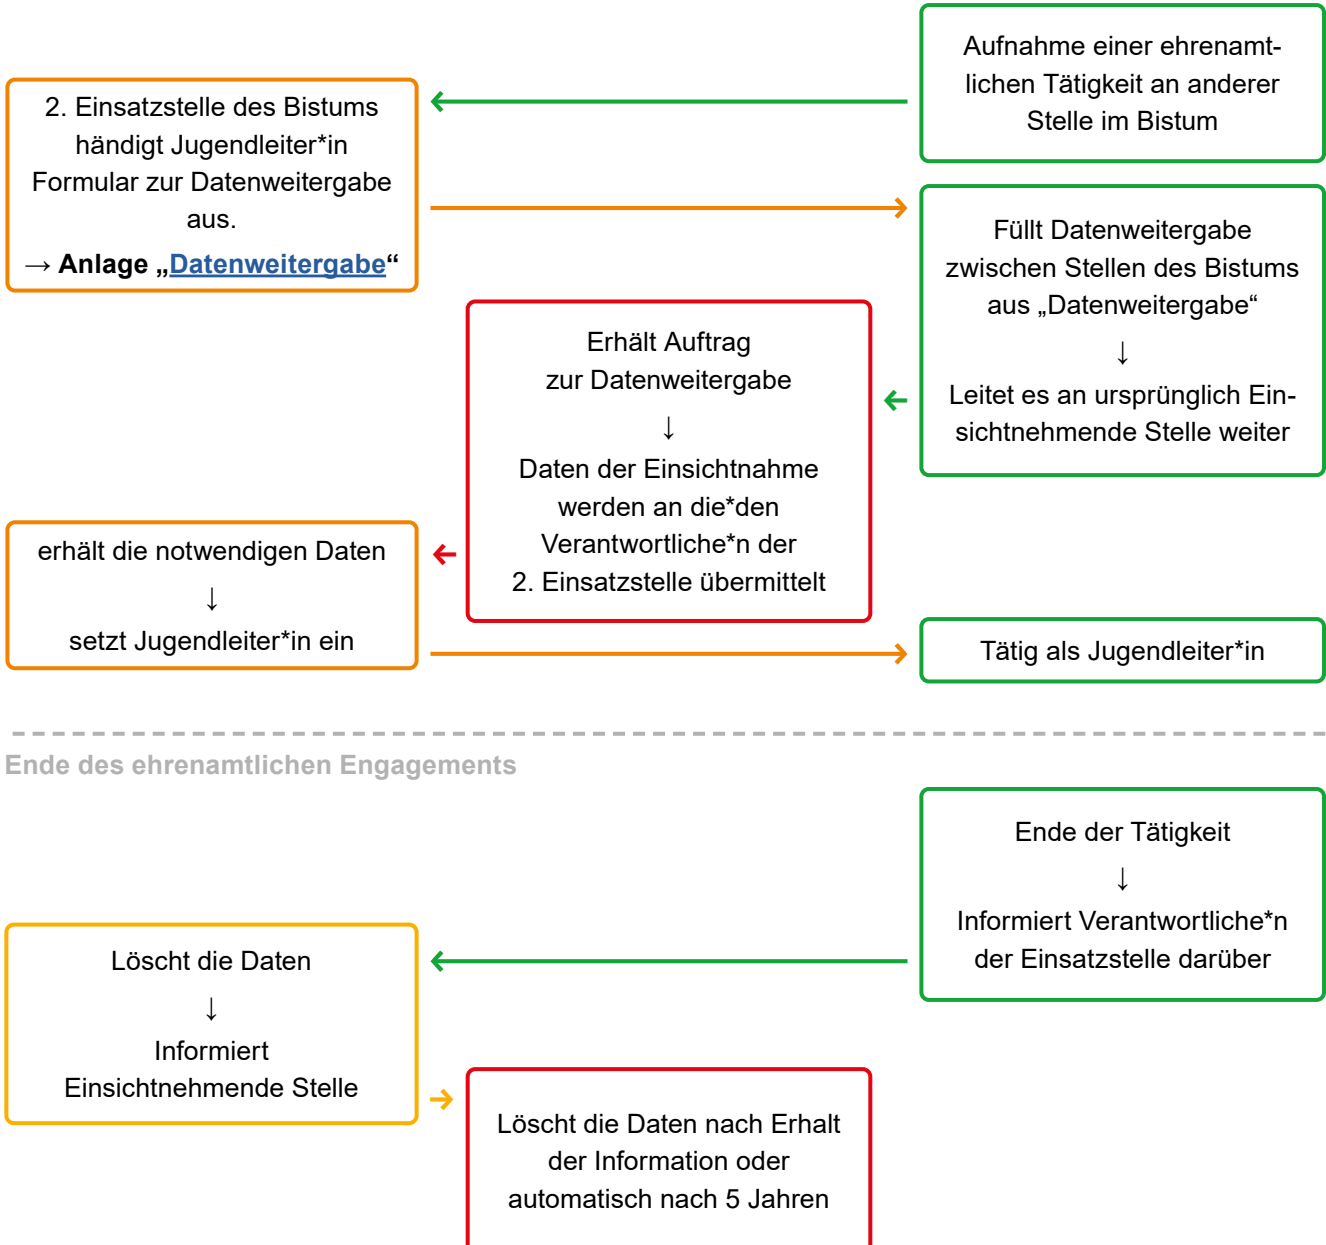 Aufnahme einer ehrenamt-
lichen Tätigkeit an anderer
Stelle im Bistum
2. Einsatzstelle des Bistums
händigt Jugendleiter*in
Formular zur Datenweitergabe
aus.
→ Anlage „Datenweitergabe“
Füllt Datenweitergabe
zwischen Stellen des Bistums
aus „Datenweitergabe“
↓
Leitet es an ursprünglich Ein-
sichtnehmende Stelle weiter
Erhält Auftrag
zur Datenweitergabe
↓
Daten der Einsichtnahme
werden an die*den
Verantwortliche*n der
2. Einsatzstelle übermittelt
erhält die notwendigen Daten
↓
setzt Jugendleiter*in ein
Tätig als Jugendleiter*in
Ende des ehrenamtlichen Engagements
Ende der Tätigkeit
↓
Informiert Verantwortliche*n
der Einsatzstelle darüber
Löscht die Daten
↓
Informiert
Einsichtnehmende Stelle
Löscht die Daten nach Erhalt
der Information oder
automatisch nach 5 Jahren